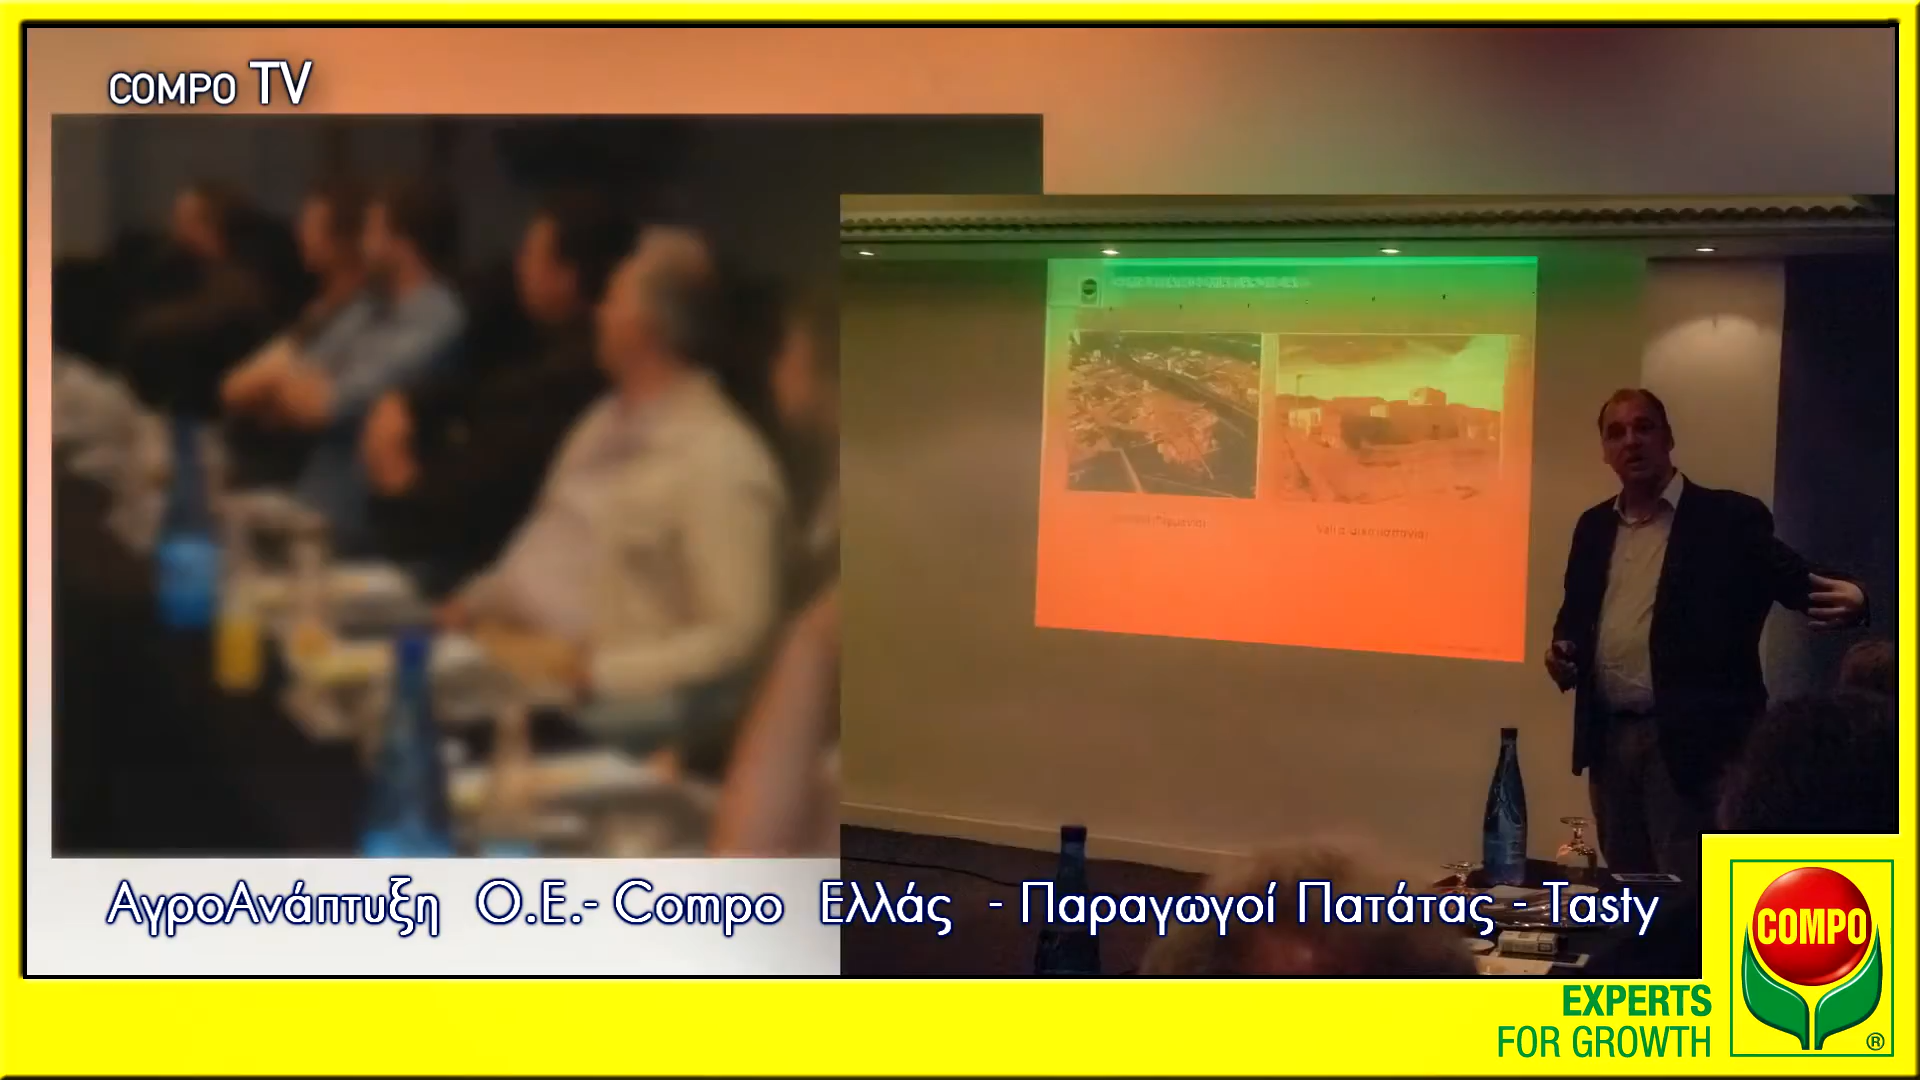 COMPO TV
ΑγροΑνάπτυξη Ο.Ε.- Compo Ελλάς - Παραγωγοί Πατάτας - Tasty
COMPO
®
EXPERTS
FOR GROWTH